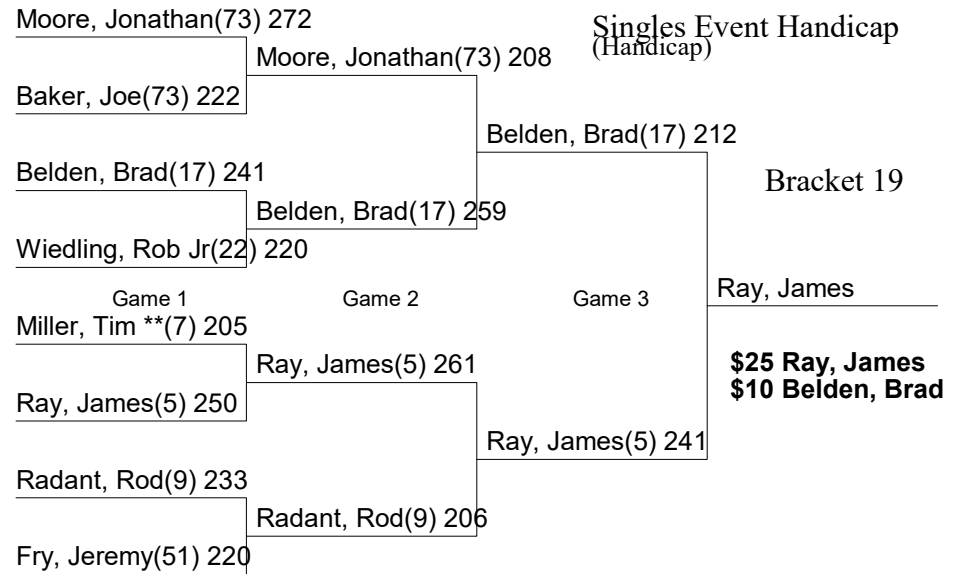 Moore, Jonathan(73) 272
Singles Event Handicap
(Handicap)
Moore, Jonathan(73) 208
Baker, Joe(73) 222
Belden, Brad(17) 212
Belden, Brad(17) 241
Bracket 19
Belden, Brad(17) 259
Wiedling, Rob Jr(22) 220
Game 1
Game 2
Game 3
Ray, James
Miller, Tim **(7) 205
Ray, James(5) 261
$25 Ray, James
$10 Belden, Brad
Ray, James(5) 250
Ray, James(5) 241
Radant, Rod(9) 233
Radant, Rod(9) 206
Fry, Jeremy(51) 220